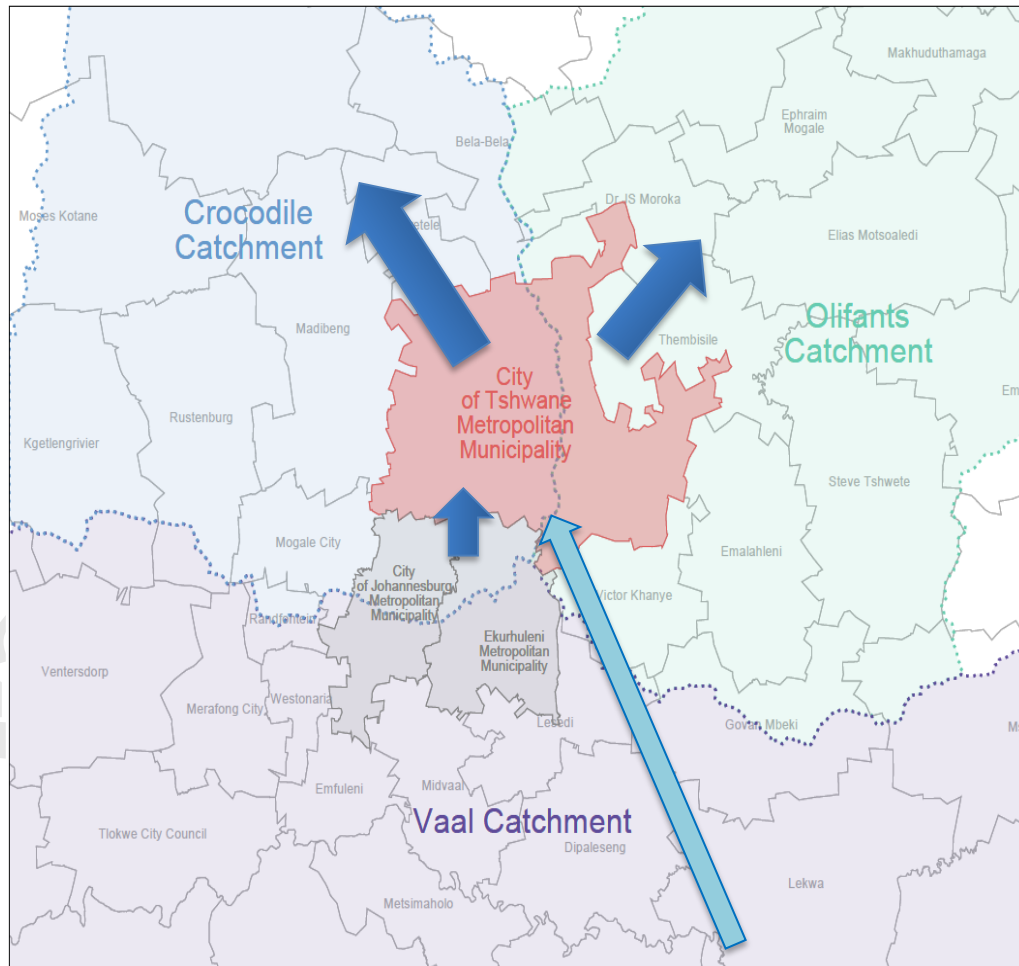 Makhuduthamaga
Ephraim
Mogale
Bela-Bela
Dr JS Moroka
Moses Kotane
Crocodile
Catchment
Elias Motsoaledi
Madibeng
Olifants
Catchment
Thembisile
City
of Tshwane
Metropolitan
Municipality
Rustenburg
Kgetlengrivier
Steve Tshwete
Mogale City
Emalahleni
City
of Johannesburg
Metropolitan
Municipality
Victor Khanye
Randfontein
Ekurhuleni
Metropolitan
Municipality
Ventersdorp
Westonaria
Merafong City
Lesedi
Govan Mbeki
Emfuleni
Midvaal
Vaal Catchment
Tlokwe City Council
Dipaleseng
Lekwa
Metsimaholo